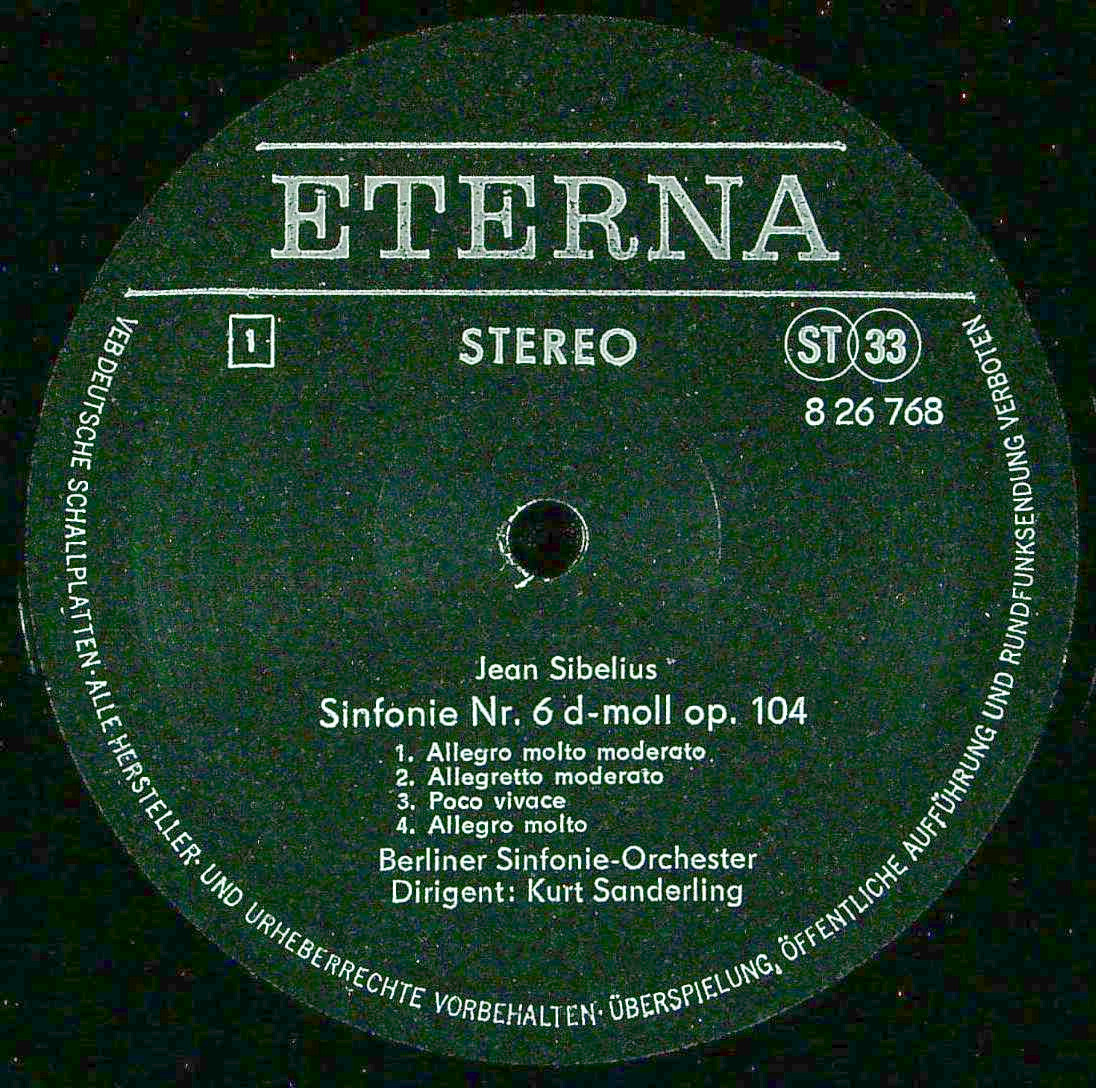 ETERNA
1
STEREO
ST 33
8 26 768
Jean Sibelius
Sinfonie Nr. 6 d-moll op. 104
1. Allegro molto moderato
2. Allegretto moderato
3. Poco vivace
4. Allegro molto
Berliner Sinfonie-Orchester
Dirigent: Kurt Sanderling
VEB DEUTSCHE SCHALLPLATTEN · ALLE HERSTELLER- UND URHEBERRECHTE VORBEHALTEN · ÜBERSPIELUNG, ÖFFENTLICHE AUFFÜHRUNG UND RUNDFUNKSENDUNG VERBOTEN